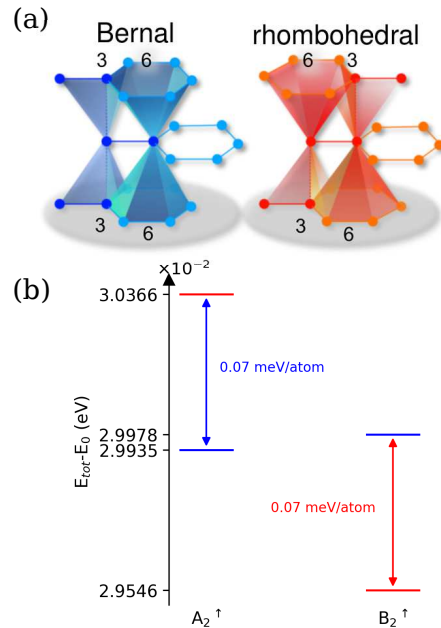 (a)
Bernal
rhombohedral
3 6
6 3
3 6
3 6
(b)
×10⁻²
3.0366
0.07 meV/atom
2.9978
2.9935
E_tot-E_0 (eV)
0.07 meV/atom
2.9546
A₂ ↑
B₂ ↑